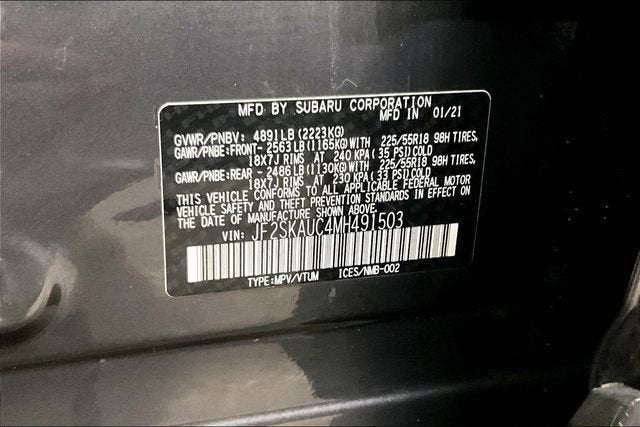 MFD BY SUBARU CORPORATION
MFD IN 01/21
GVWR/PNBV: 4891LB(2223KG)
GAWR/PNBE:FRONT-2563LB(1165KG)WITH 225/55R18 98H TIRES,
18X7J RIMS AT 240 KPA(35 PSI)COLD
GAWR/PNBE:REAR -2486LB(1130KG)WITH 225/55R18 98H TIRES,
18X7J RIMS AT 230 KPA(33 PSI)COLD
THIS VEHICLE CONFORMS TO ALL APPLICABLE FEDERAL MOTOR
VEHICLE SAFETY AND THEFT PREVENTION STANDARDS IN EFFECT ON
THE DATE OF MANUFACTURE SHOWN ABOVE.
VIN: JF2SKAUC4MH491503
TYPE:MPV/VTUM ICES/NMB-002